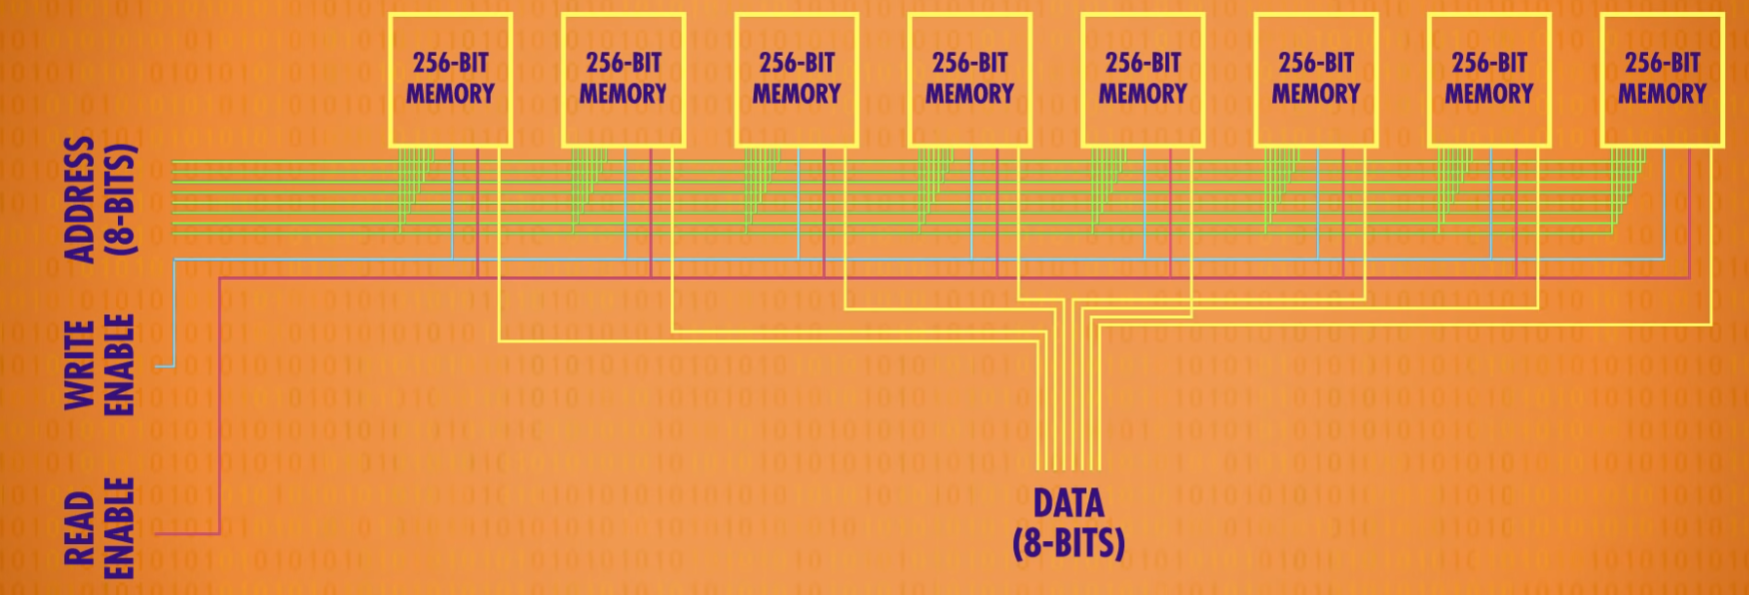 256-BIT
MEMORY
256-BIT
MEMORY
256-BIT
MEMORY
256-BIT
MEMORY
256-BIT
MEMORY
256-BIT
MEMORY
256-BIT
MEMORY
256-BIT
MEMORY
ADDRESS
(8-BITS)
WRITE
ENABLE
READ
ENABLE
DATA
(8-BITS)